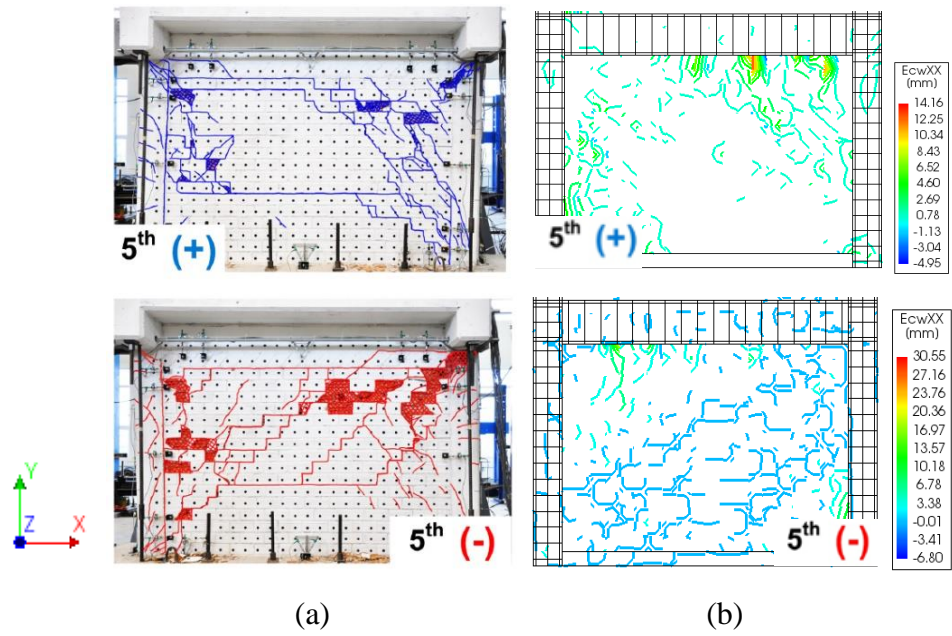 EcwXX
(mm)
14.16
12.25
10.34
8.43
6.52
4.60
2.69
0.78
-1.13
-3.04
-4.95
5th (+)
5th (+)
EcwXX
(mm)
30.55
27.16
23.76
20.36
16.97
13.57
10.18
6.78
3.38
-0.01
-3.41
-6.80
Y
Z
X
5th (-)
5th (-)
(a)
(b)